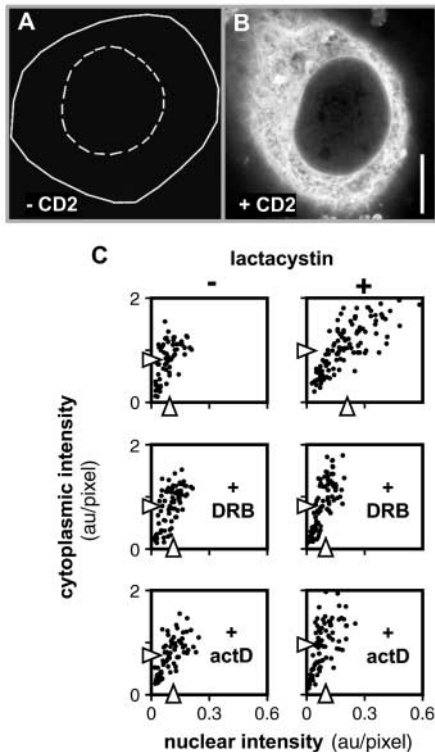 A
B
- CD2
+ CD2
C
lactacystin
- +
2
0
2
0
+
DRB
+
DRB
2
0
+
actD
+
actD
0 0.3 0.6 0 0.3 0.6
cytoplasmic intensity
(au/pixel)
nuclear intensity (au/pixel)